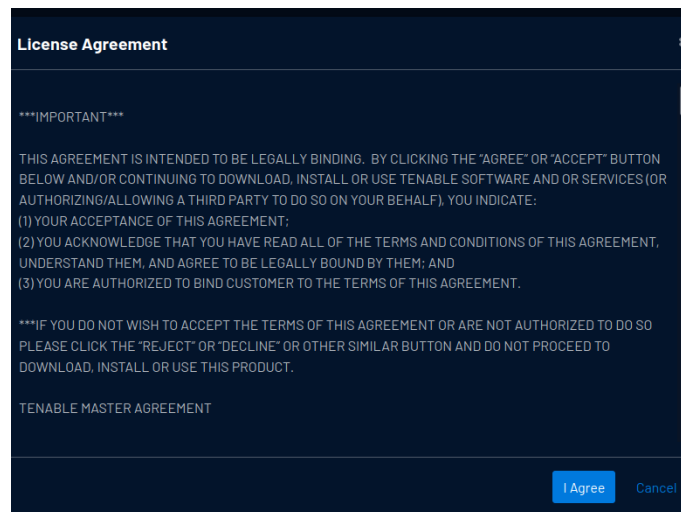 License Agreement
***IMPORTANT***
THIS AGREEMENT IS INTENDED TO BE LEGALLY BINDING. BY CLICKING THE “AGREE” OR “ACCEPT” BUTTON
BELOW AND/OR CONTINUING TO DOWNLOAD, INSTALL OR USE TENABLE SOFTWARE AND OR SERVICES (OR
AUTHORIZING/ALLOWING A THIRD PARTY TO DO SO ON YOUR BEHALF), YOU INDICATE:
(1) YOUR ACCEPTANCE OF THIS AGREEMENT;
(2) YOU ACKNOWLEDGE THAT YOU HAVE READ ALL OF THE TERMS AND CONDITIONS OF THIS AGREEMENT,
UNDERSTAND THEM, AND AGREE TO BE LEGALLY BOUND BY THEM; AND
(3) YOU ARE AUTHORIZED TO BIND CUSTOMER TO THE TERMS OF THIS AGREEMENT.
***IF YOU DO NOT WISH TO ACCEPT THE TERMS OF THIS AGREEMENT OR ARE NOT AUTHORIZED TO DO SO
PLEASE CLICK THE “REJECT” OR “DECLINE” OR OTHER SIMILAR BUTTON AND DO NOT PROCEED TO
DOWNLOAD, INSTALL OR USE THIS PRODUCT.
TENABLE MASTER AGREEMENT
I Agree
Cancel